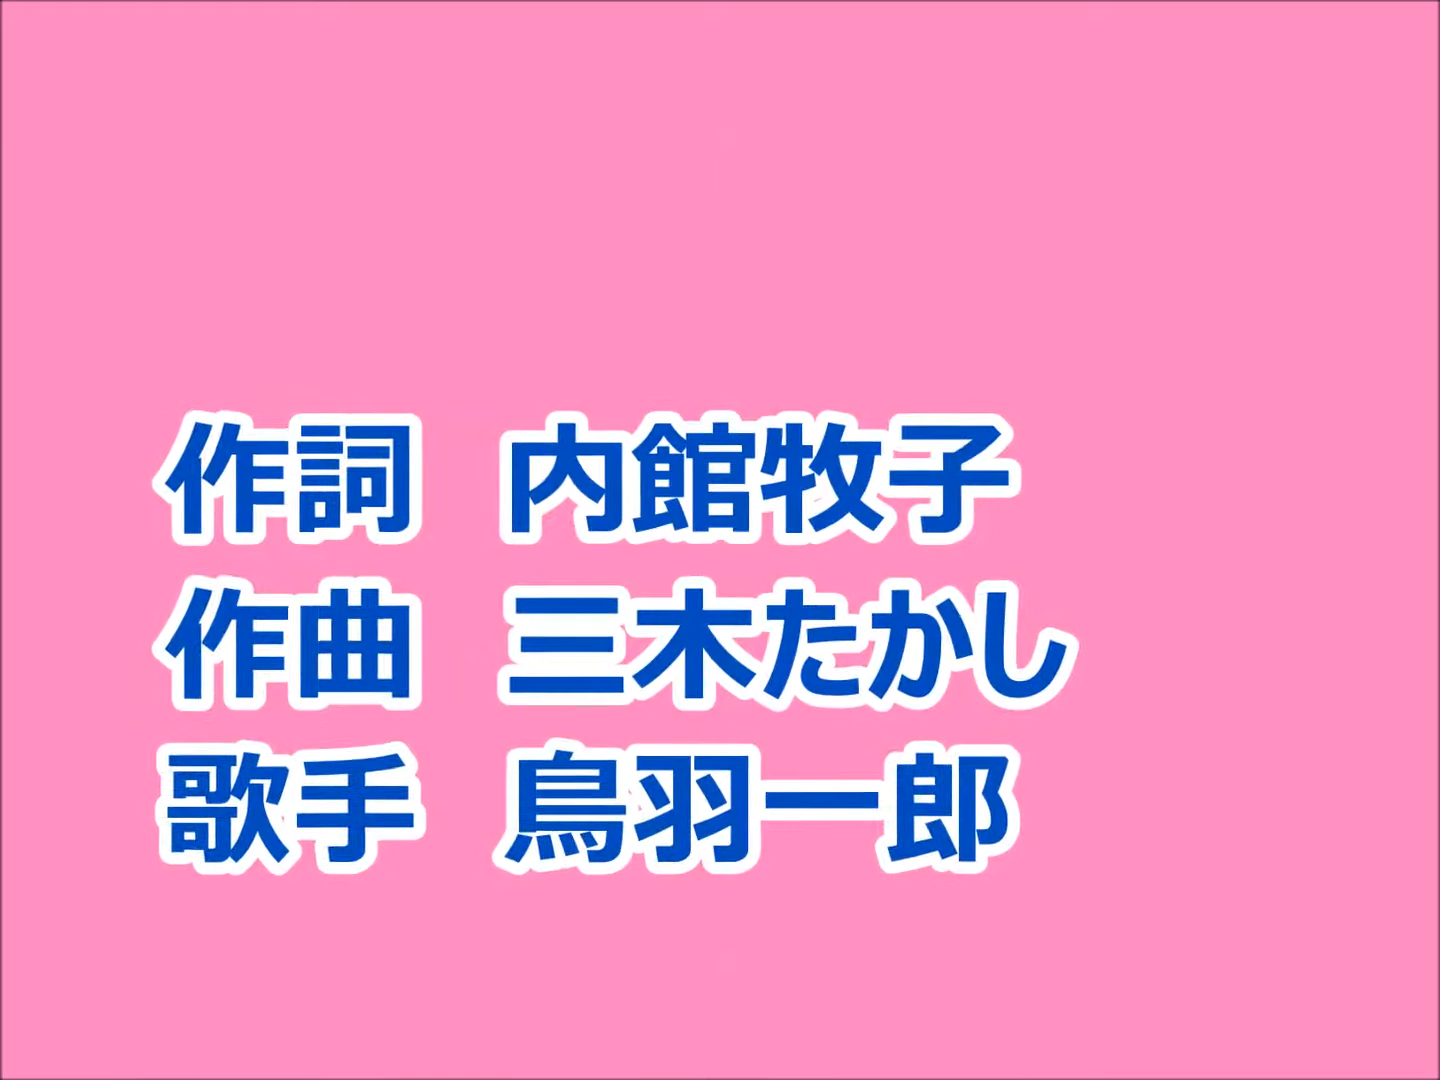 作詞　内館牧子
作曲　三木たかし
歌手　鳥羽一郎